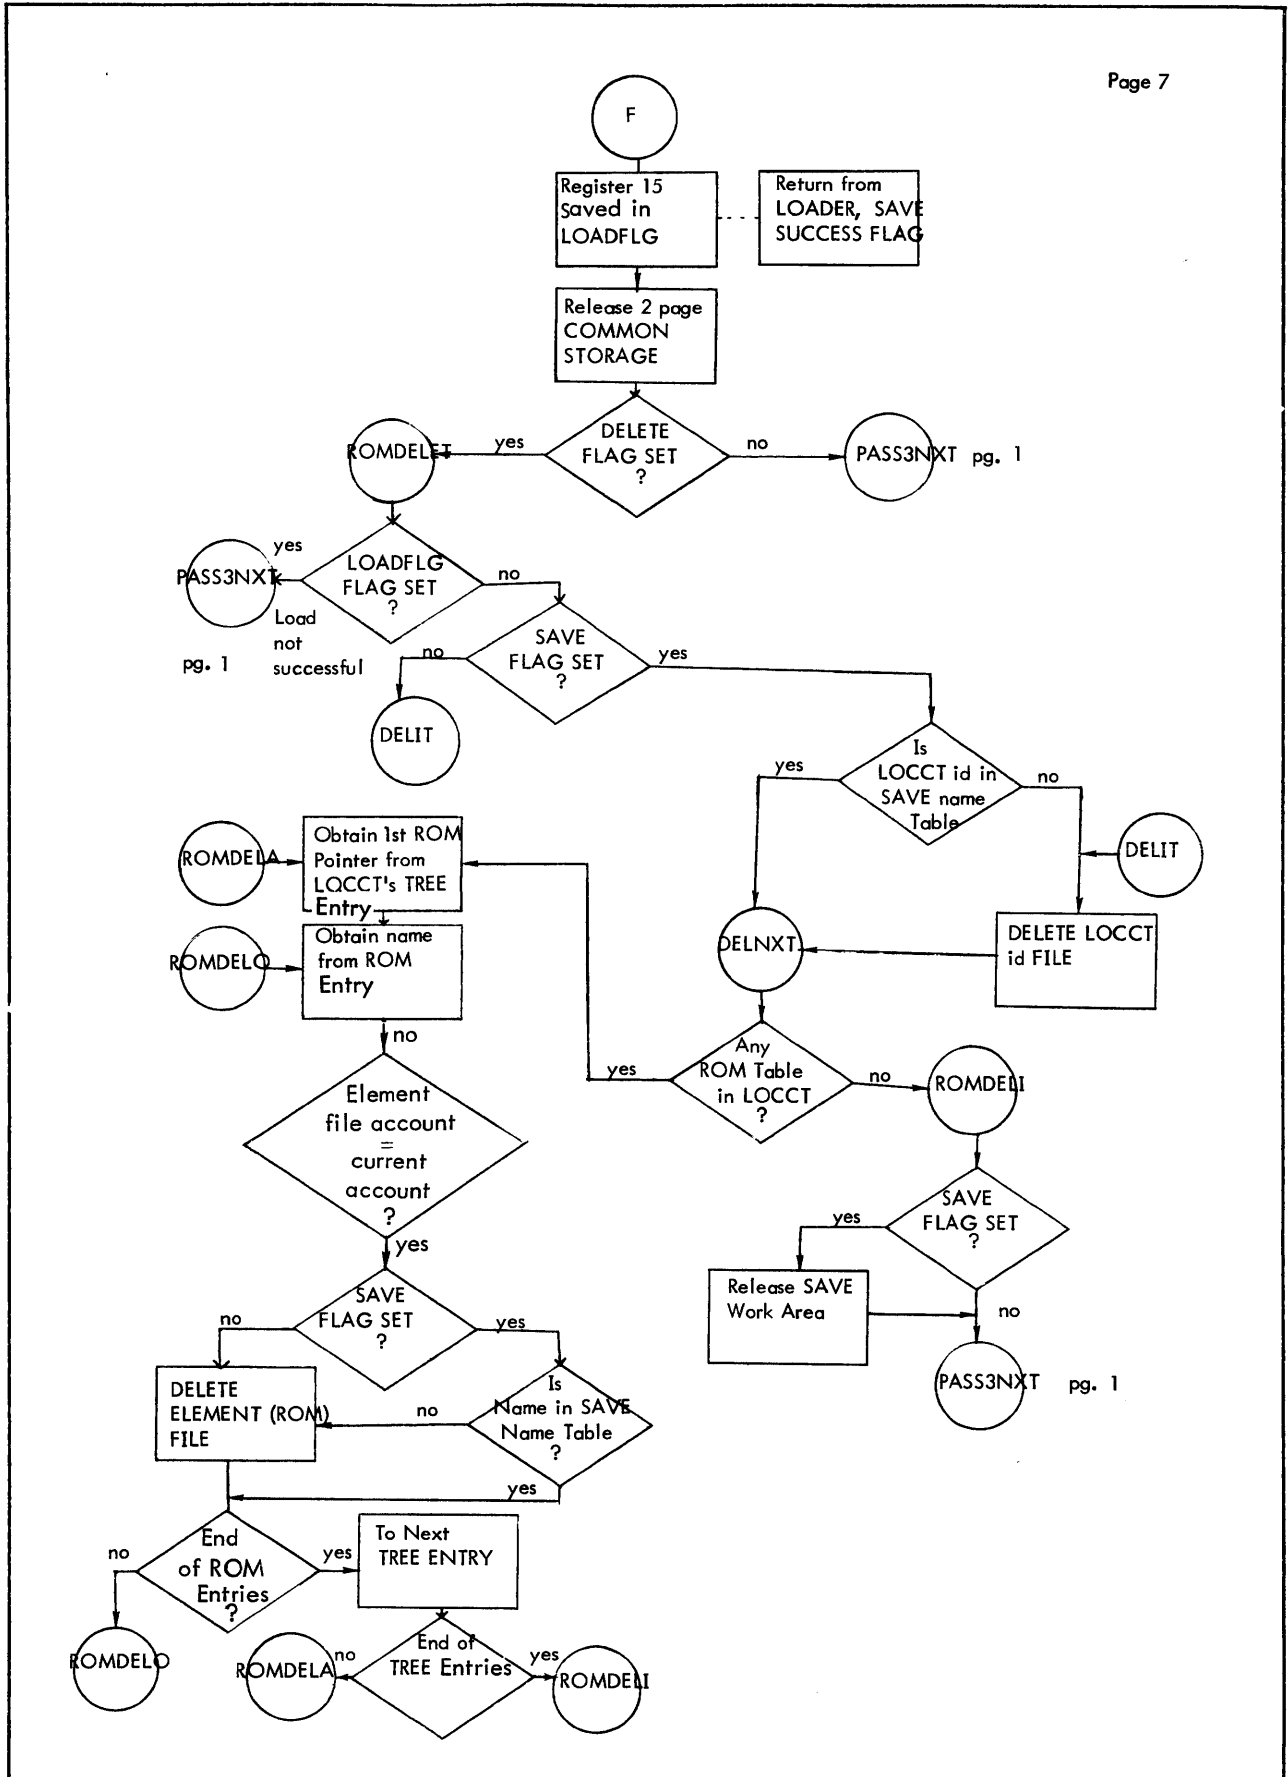 Page 7
F
Register 15
Saved in
LOADFLG
Return from
LOADER, SAVE
SUCCESS FLAG
Release 2 page
COMMON
STORAGE
DELETE
FLAG SET
?
yes
no
ROMDELET
PASS3NXT pg. 1
LOADFLG
FLAG SET
?
yes
no
PASS3NXT
pg. 1
Load
not
successful
SAVE
FLAG SET
?
no
yes
DELIT
Is
LOCCT id in
SAVE name
Table
yes
no
DELIT
DELETE LOCCT
id FILE
DELNXT
Any
ROM Table
in LOCCT
?
yes
no
ROMDELI
SAVE
FLAG SET
?
yes
no
Release SAVE
Work Area
PASS3NXT pg. 1
ROMDELA
Obtain 1st ROM
Pointer from
LOCCT's TREE
Entry
ROMDELO
Obtain name
from ROM
Entry
no
Element
file account
=
current
account
?
yes
SAVE
FLAG SET
?
no
yes
DELETE
ELEMENT (ROM)
FILE
Is
Name in SAVE
Name Table
?
no
yes
End
of ROM
Entries
?
no
yes
To Next
TREE ENTRY
ROMDELO
End of
TREE Entries
no
yes
ROMDELA
ROMDELI